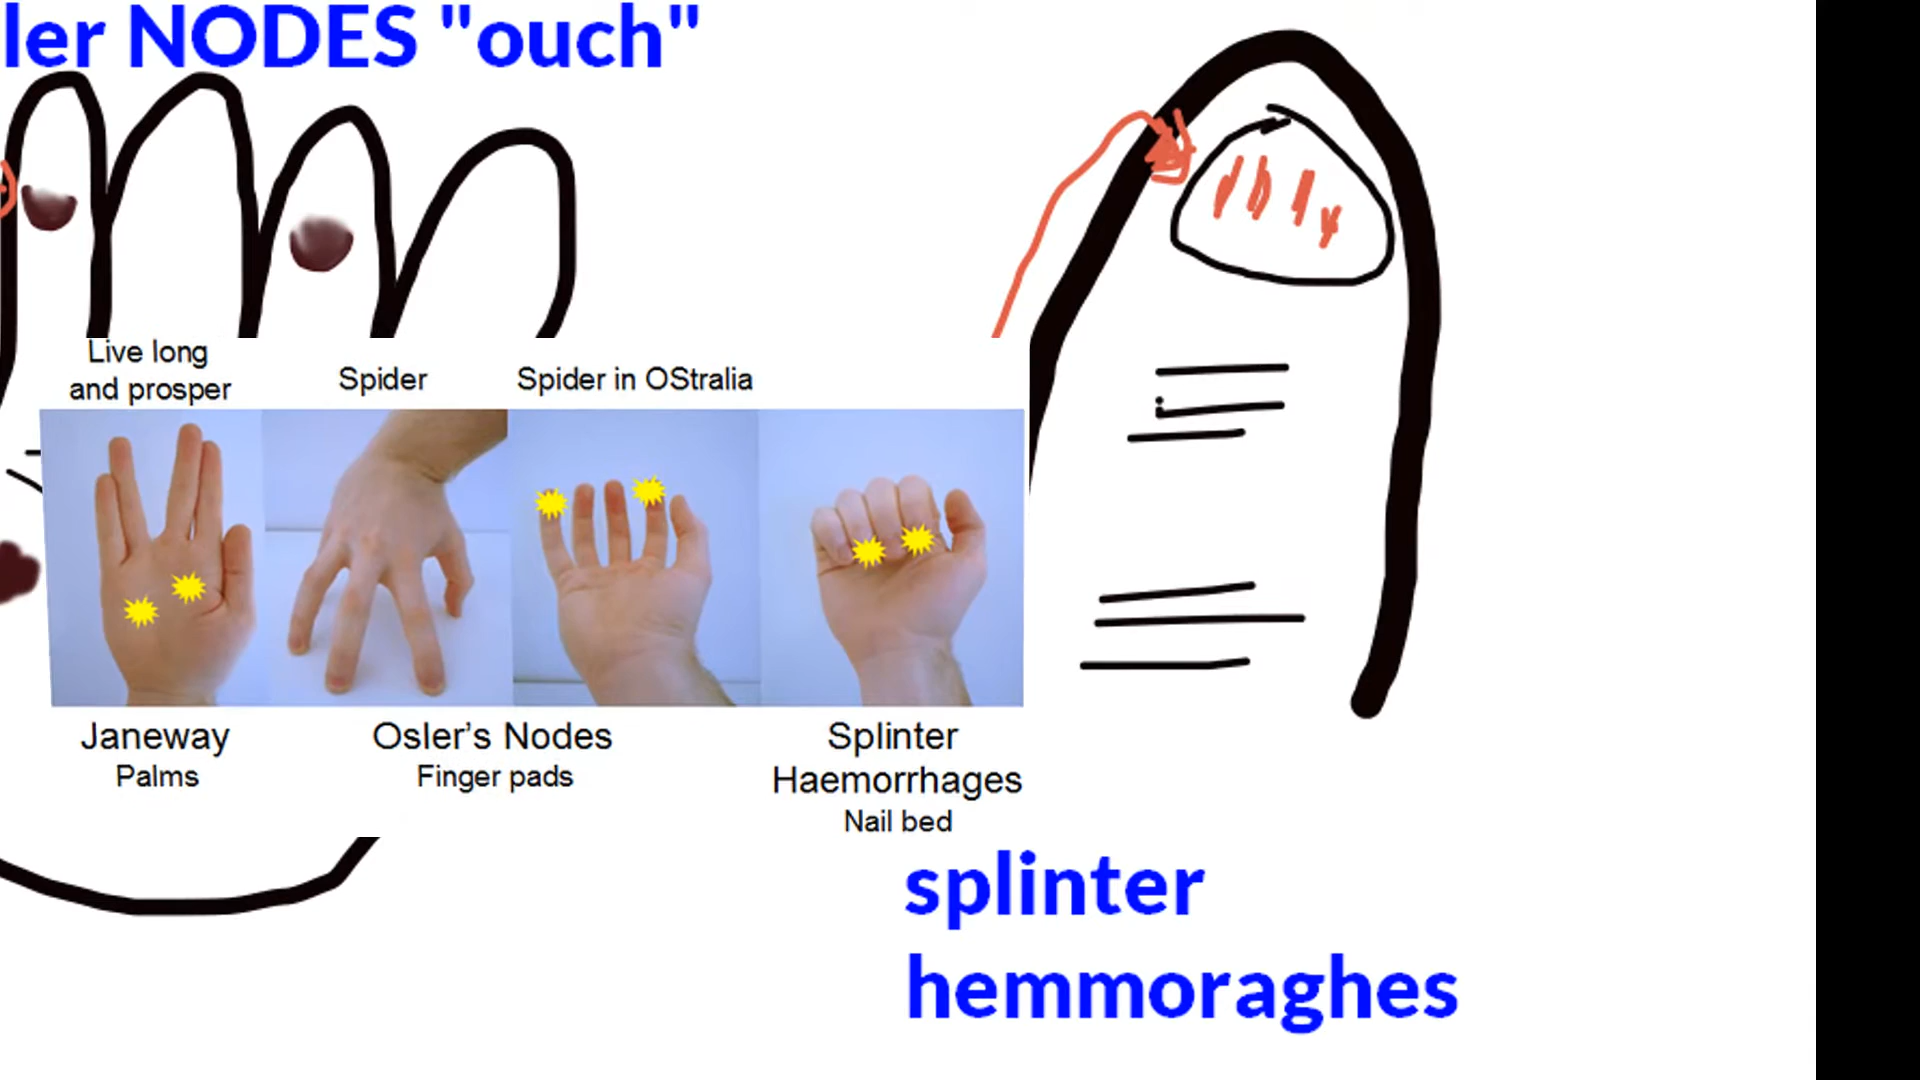 ler NODES "ouch"
Live long
and prosper
Spider
Spider in OStralia
Janeway
Palms
Osler’s Nodes
Finger pads
Splinter
Haemorrhages
Nail bed
splinter
hemmoraghes